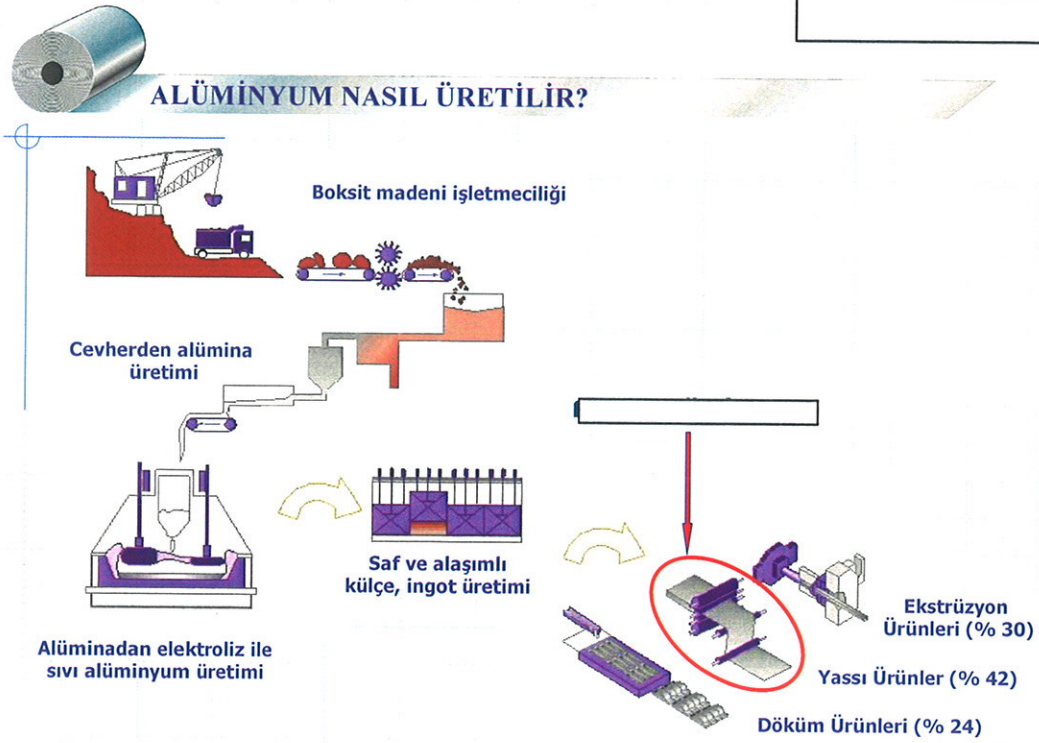 ALÜMİNYUM NASIL ÜRETİLİR?
Boksit madeni işletmeciliği
Cevherden alümina
üretimi
Saf ve alaşımlı
külçe, ingot üretimi
Alüminadan elektroliz ile
sıvı alüminyum üretimi
Ekstrüzyon
Ürünleri (% 30)
Yassı Ürünler (% 42)
Döküm Ürünleri (% 24)